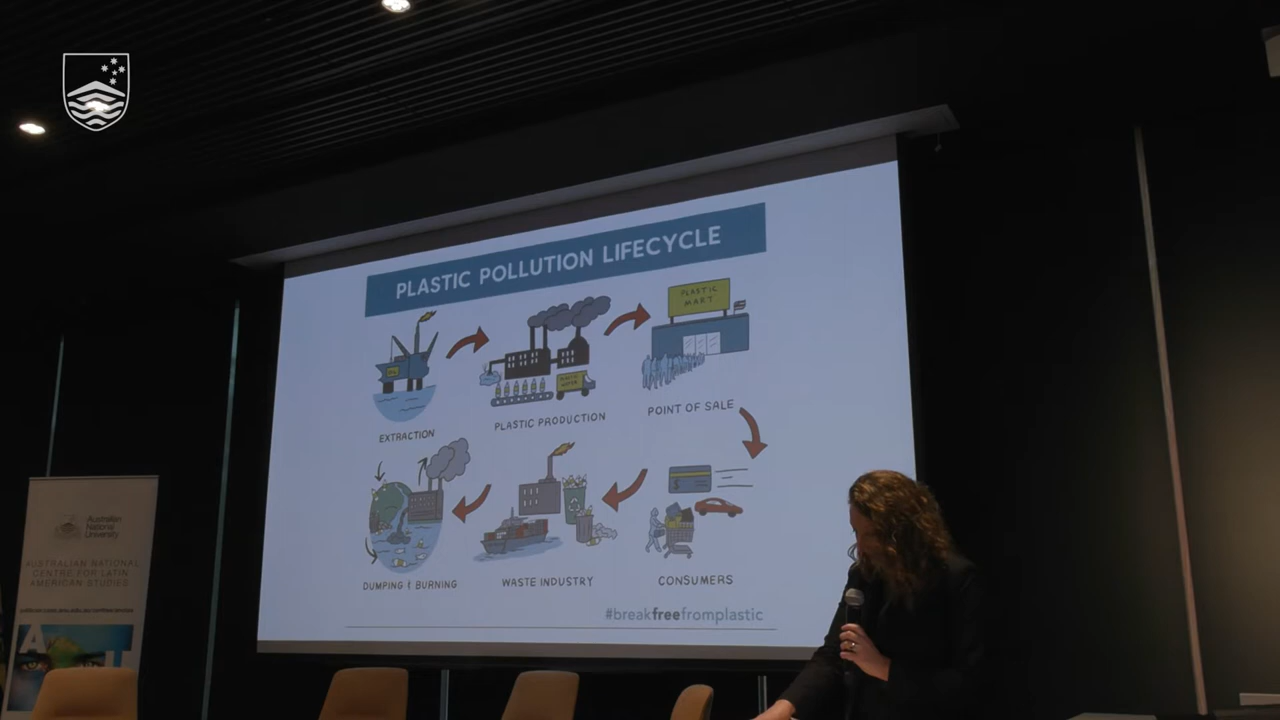 PLASTIC POLLUTION LIFECYCLE
PLASTIC
MART
EXTRACTION
PLASTIC PRODUCTION
POINT OF SALE
DUMPING & BURNING
WASTE INDUSTRY
CONSUMERS
#breakfreefromplastic
Australian
National
University
AUSTRALIAN NATIONAL
CENTRE FOR LATIN
AMERICAN STUDIES